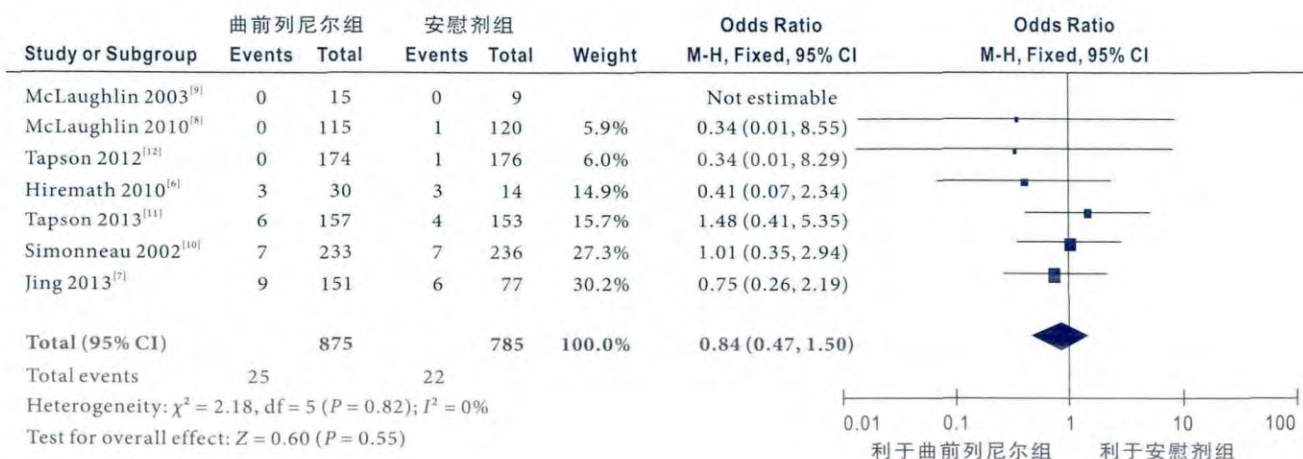 曲前列尼尔组 安慰剂组 Odds Ratio Odds Ratio
Study or Subgroup Events Total Events Total Weight M-H, Fixed, 95% CI M-H, Fixed, 95% CI
McLaughlin 2003[9] 0 15 0 9 Not estimable
McLaughlin 2010[8] 0 115 1 120 5.9% 0.34 (0.01, 8.55)
Tapson 2012[12] 0 174 1 176 6.0% 0.34 (0.01, 8.29)
Hiremath 2010[6] 3 30 3 14 14.9% 0.41 (0.07, 2.34)
Tapson 2013[11] 6 157 4 153 15.7% 1.48 (0.41, 5.35)
Simonneau 2002[10] 7 233 7 236 27.3% 1.01 (0.35, 2.94)
Jing 2013[7] 9 151 6 77 30.2% 0.75 (0.26, 2.19)
Total (95% CI) 875 785 100.0% 0.84 (0.47, 1.50)
Total events 25 22
Heterogeneity: χ² = 2.18, df = 5 (P = 0.82); I² = 0%
Test for overall effect: Z = 0.60 (P = 0.55)
0.01 0.1 1 10 100
利于曲前列尼尔组 利于安慰剂组